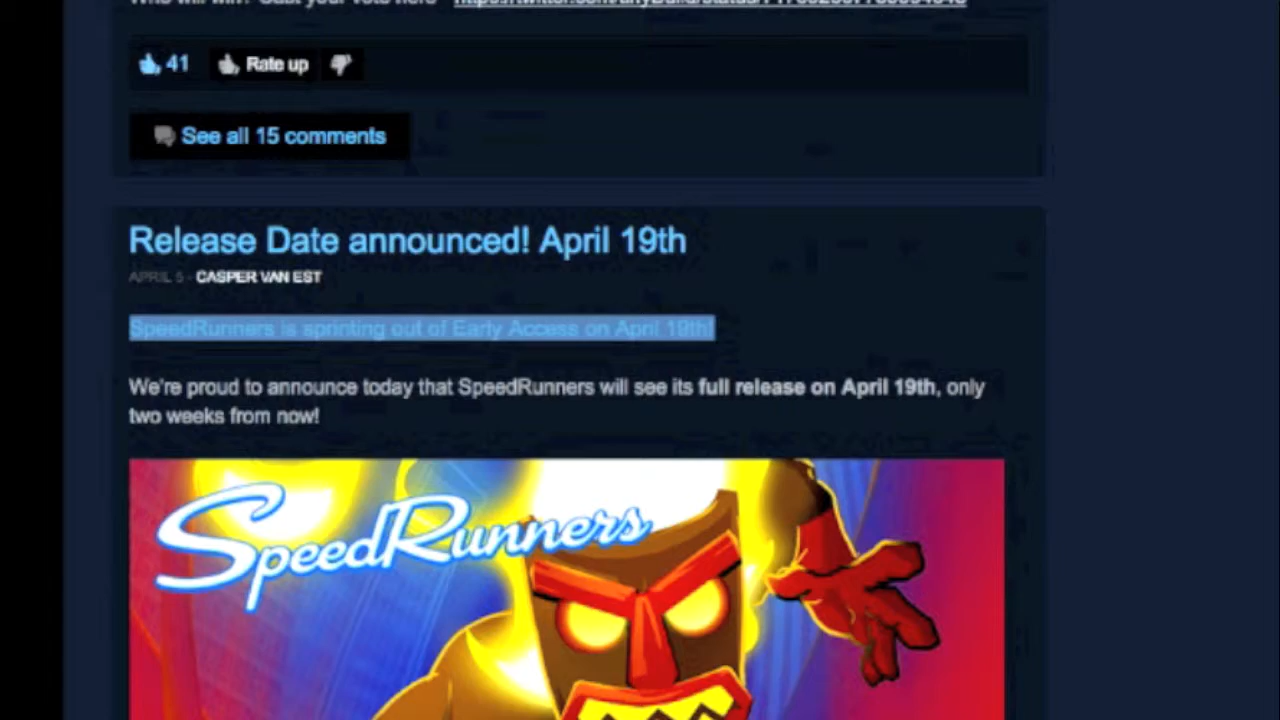 41 Rate up
See all 15 comments
Release Date announced! April 19th
APRIL 5 - CASPER VAN EST
SpeedRunners is sprinting out of Early Access on April 19th!
We're proud to announce today that SpeedRunners will see its full release on April 19th, only
two weeks from now!
SpeedRunners